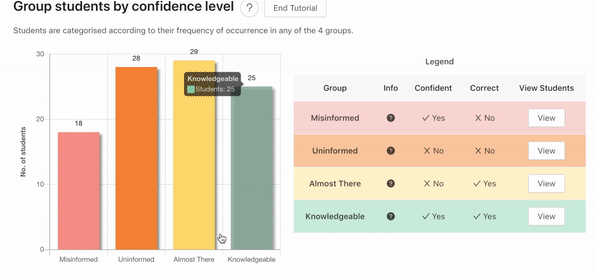 Group students by confidence level ? End Tutorial
Students are categorised according to their frequency of occurrence in any of the 4 groups.
No. of students
30
20
10
0
18
28
29
25
Knowledgeable
Students: 25
Misinformed Uninformed Almost There Knowledgeable
Legend
Group Info Confident Correct View Students
Misinformed ? ✓ Yes X No View
Uninformed ? X No X No View
Almost There ? X No ✓ Yes View
Knowledgeable ? ✓ Yes ✓ Yes View